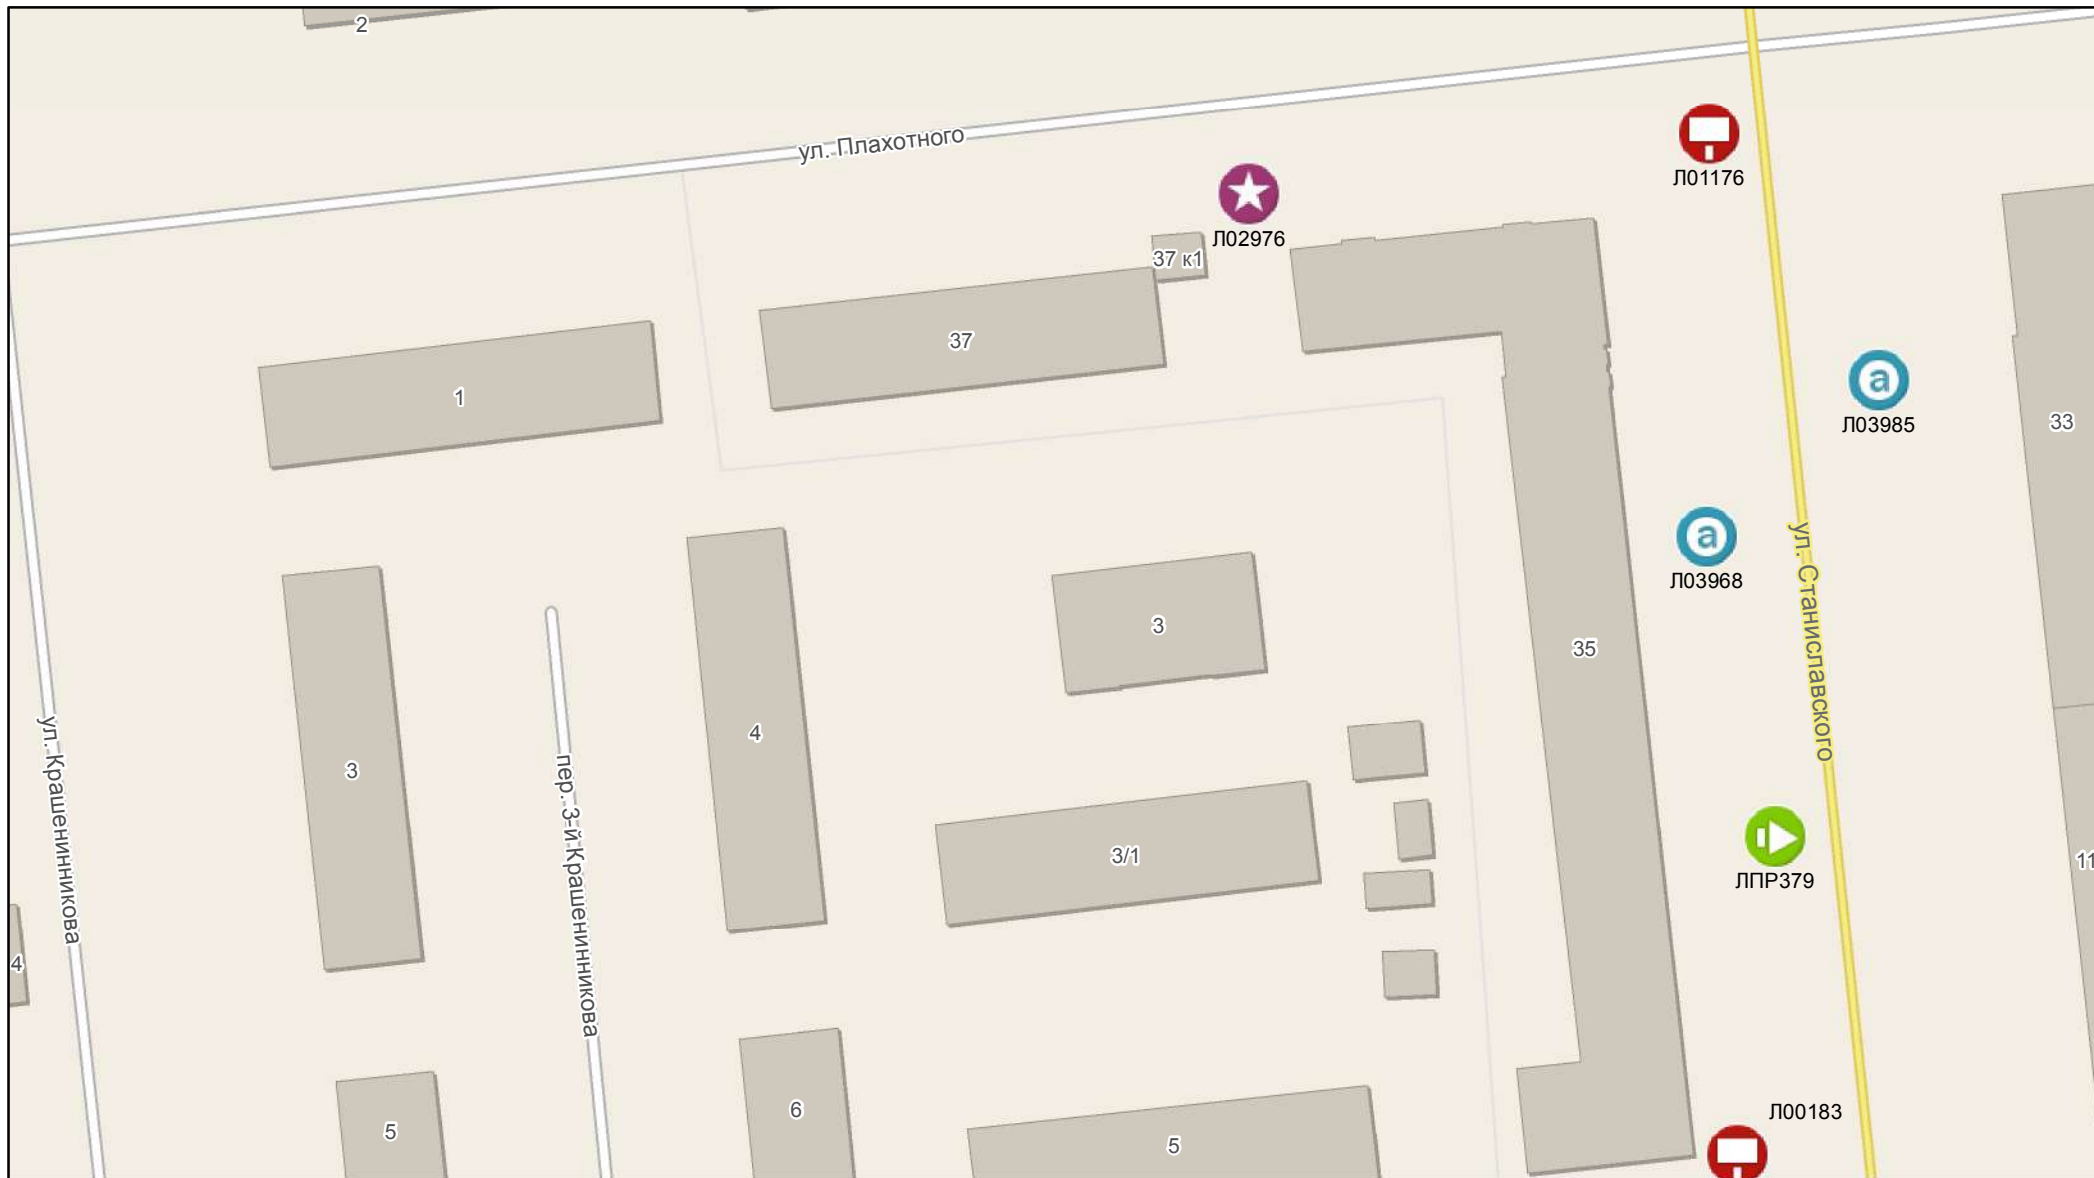 2
ул. Плахотного
Л01176
Л02976
37 к1
37
1
Л03985
33
Л03968
ул. Станиславского
3
35
4
3
ул. Крашенинникова
пер. 3-й Крашенинникова
3/1
ЛПР379
11
4
6
5
5
Л00183